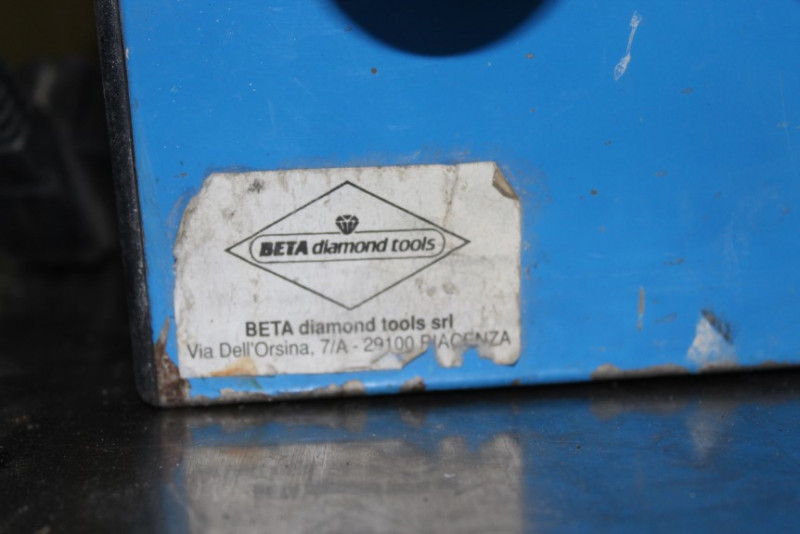 BETA diamond tools
BETA diamond tools srl
Via Dell'Orsina, 7/A - 29100 PIACENZA